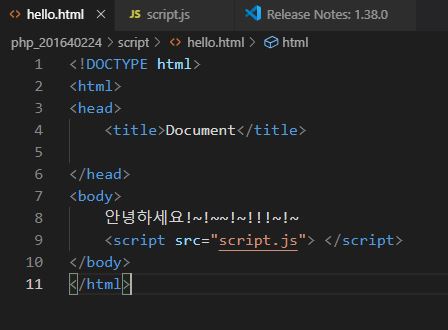 hello.html JS script.js Release Notes: 1.38.0
php_201640224 > script > hello.html > html
1 <!DOCTYPE html>
2 <html>
3 <head>
4 <title>Document</title>
5
6 </head>
7 <body>
8 안녕하세요!~!~~!~!!!~!~
9 <script src="script.js"> </script>
10 </body>
11 </html>